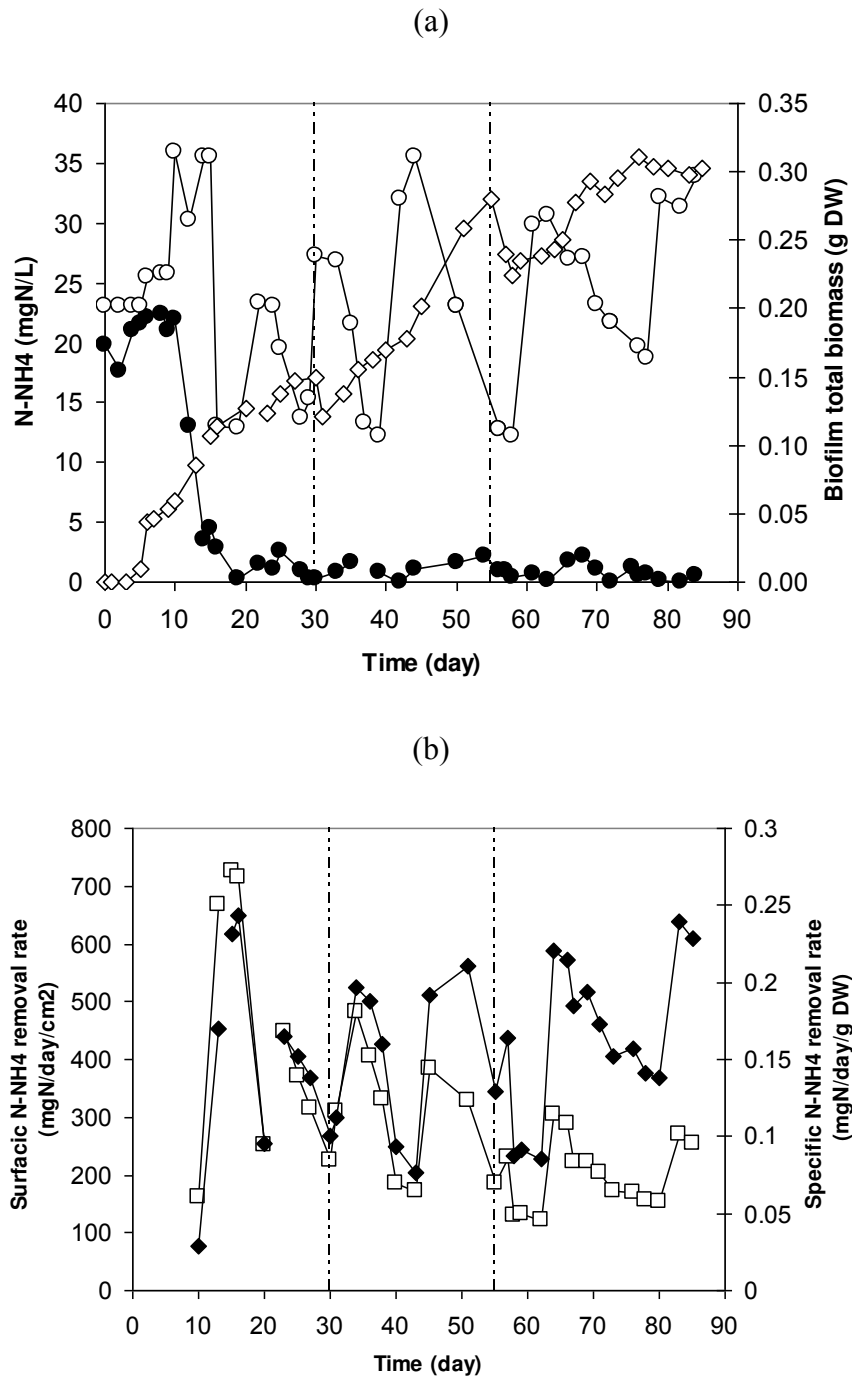 (a)
40
35
30
25
20
15
10
5
0
N-NH4 (mgN/L)
0.35
0.30
0.25
0.20
0.15
0.10
0.05
0.00
Biofilm total biomass (g DW)
0 10 20 30 40 50 60 70 80 90
Time (day)
(b)
800
700
600
500
400
300
200
100
0
Surfacic N-NH4 removal rate
(mgN/day/cm2)
0.3
0.25
0.2
0.15
0.1
0.05
0
Specific N-NH4 removal rate
(mgN/day/g DW)
0 10 20 30 40 50 60 70 80 90
Time (day)